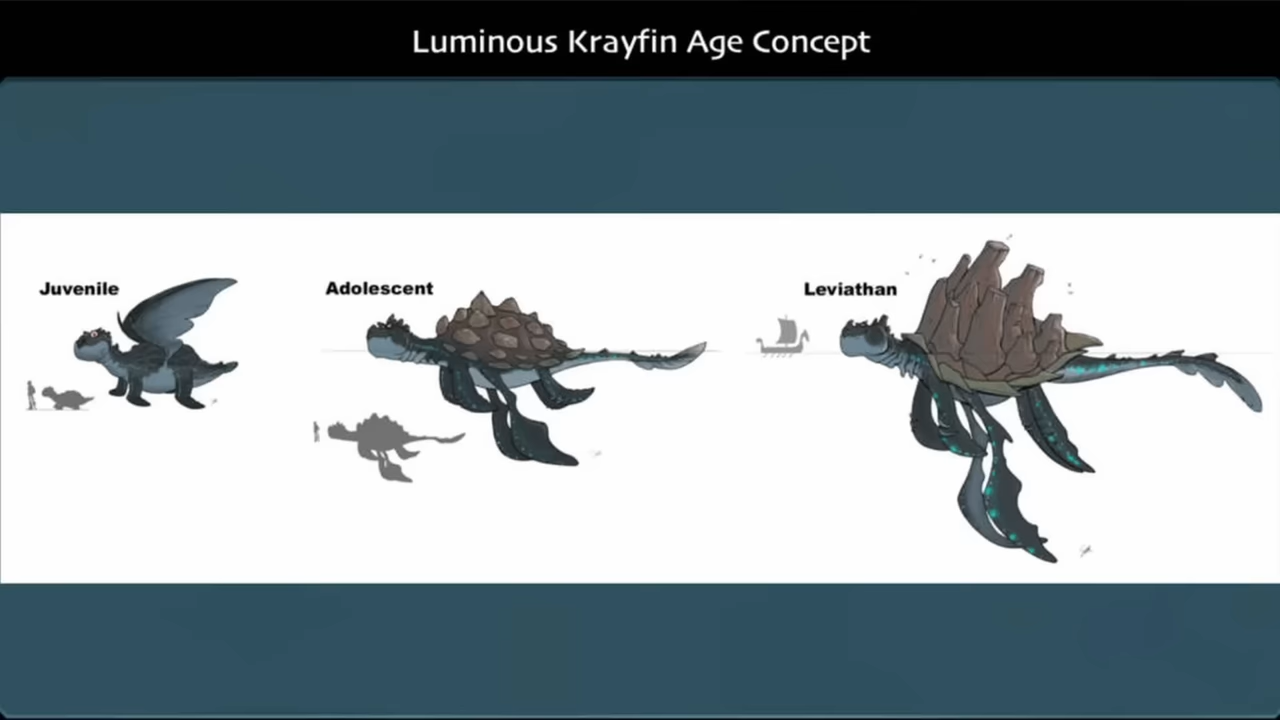 Luminous Krayfin Age Concept
Juvenile
Adolescent
Leviathan